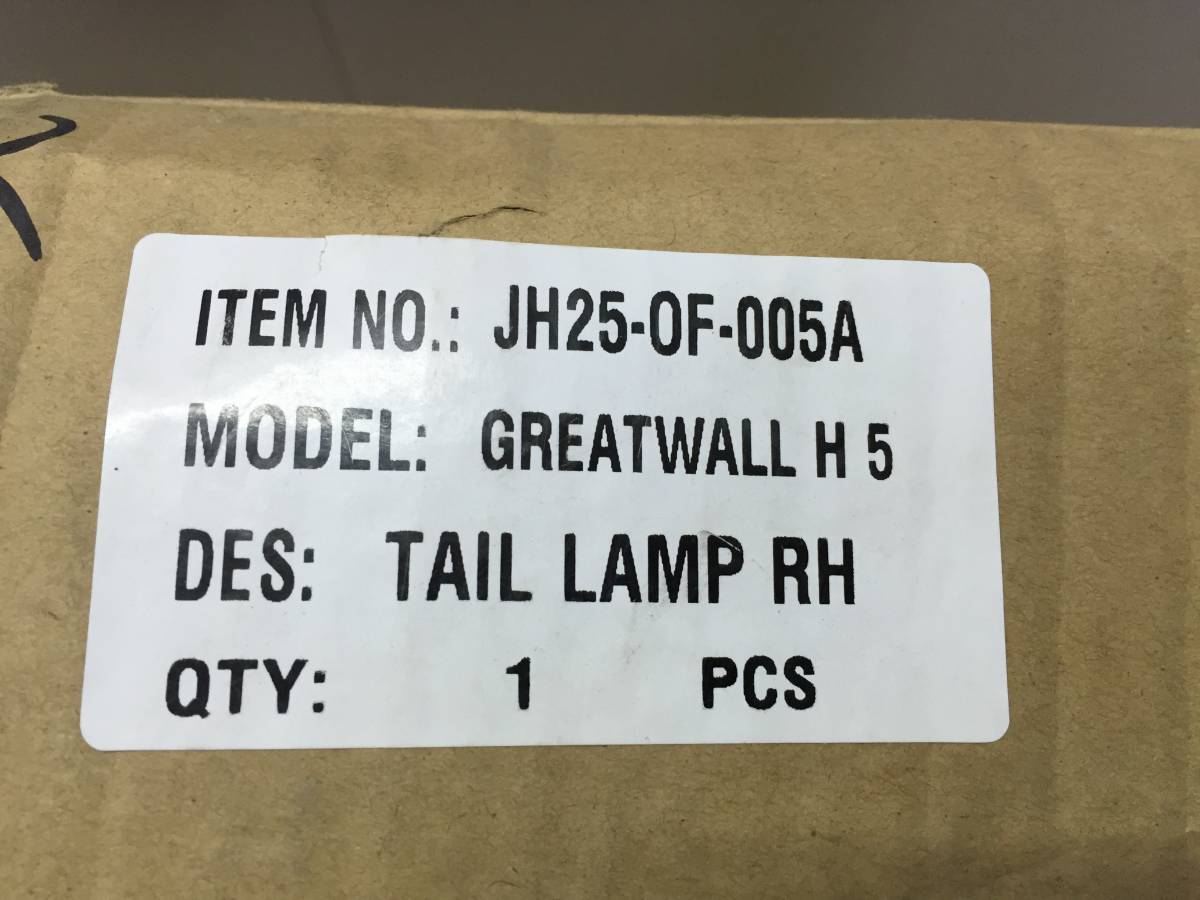 ITEM NO.: JH25-OF-005A
MODEL: GREATWALL H 5
DES: TAIL LAMP RH
QTY: 1 PCS